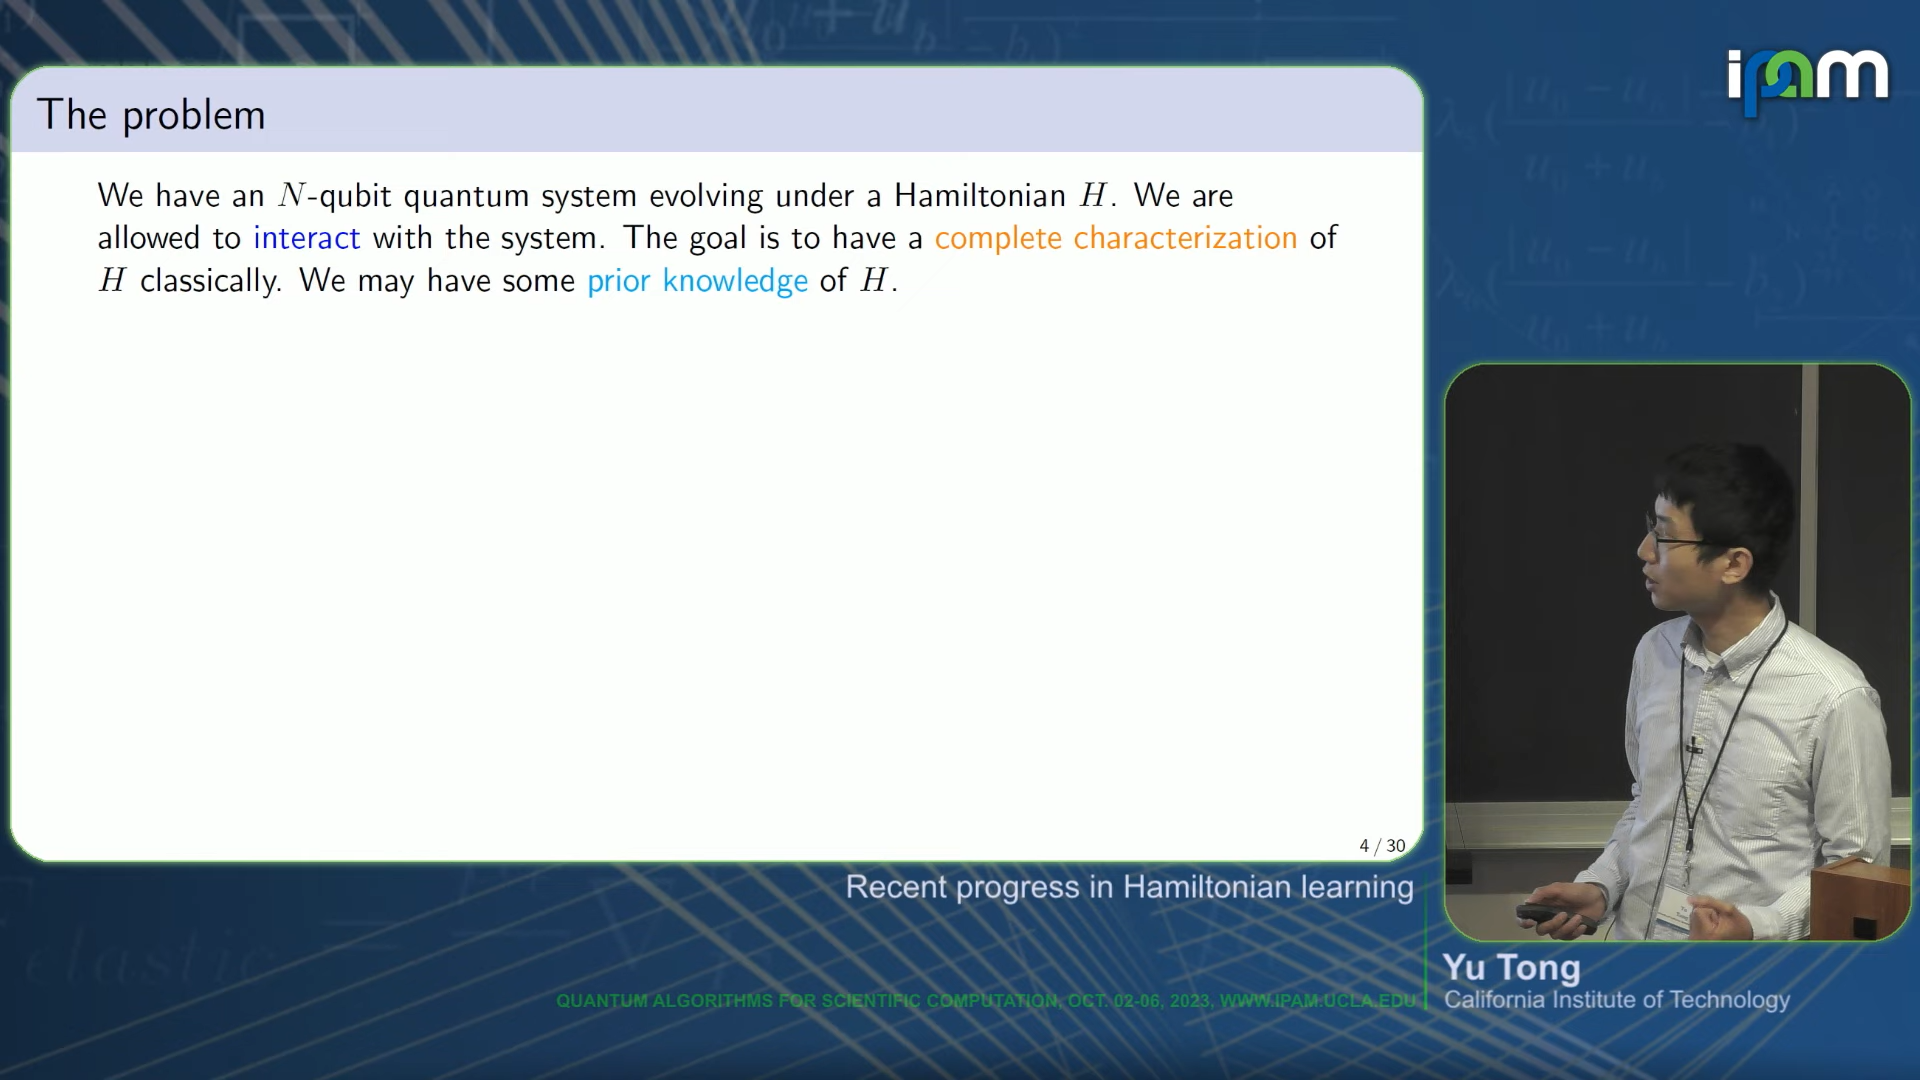 ipam
The problem
We have an N-qubit quantum system evolving under a Hamiltonian H. We are
allowed to interact with the system. The goal is to have a complete characterization of
H classically. We may have some prior knowledge of H.
4 / 30
Recent progress in Hamiltonian learning
Yu Tong
California Institute of Technology
QUANTUM ALGORITHMS FOR SCIENTIFIC COMPUTATION, OCT. 02-06, 2023, WWW.IPAM.UCLA.EDU
elastic